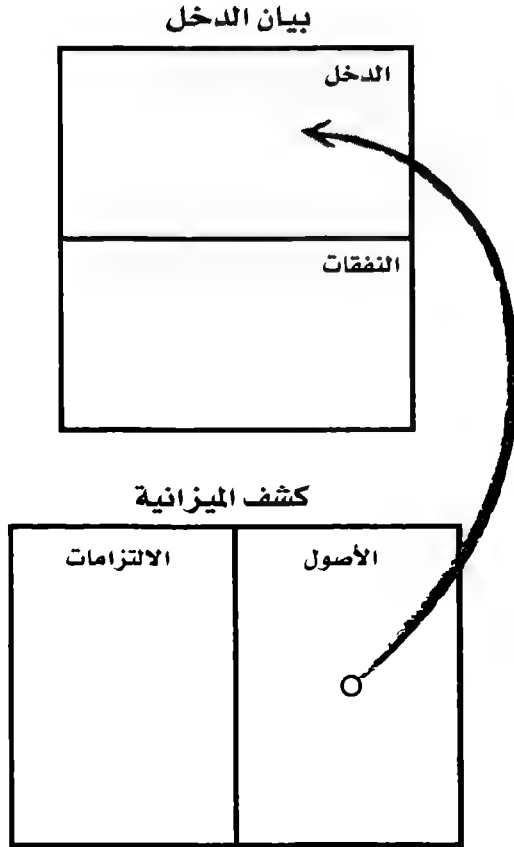 بيان الدخل
الدخل
النفقات
كشف الميزانية
الأصول
الالتزامات